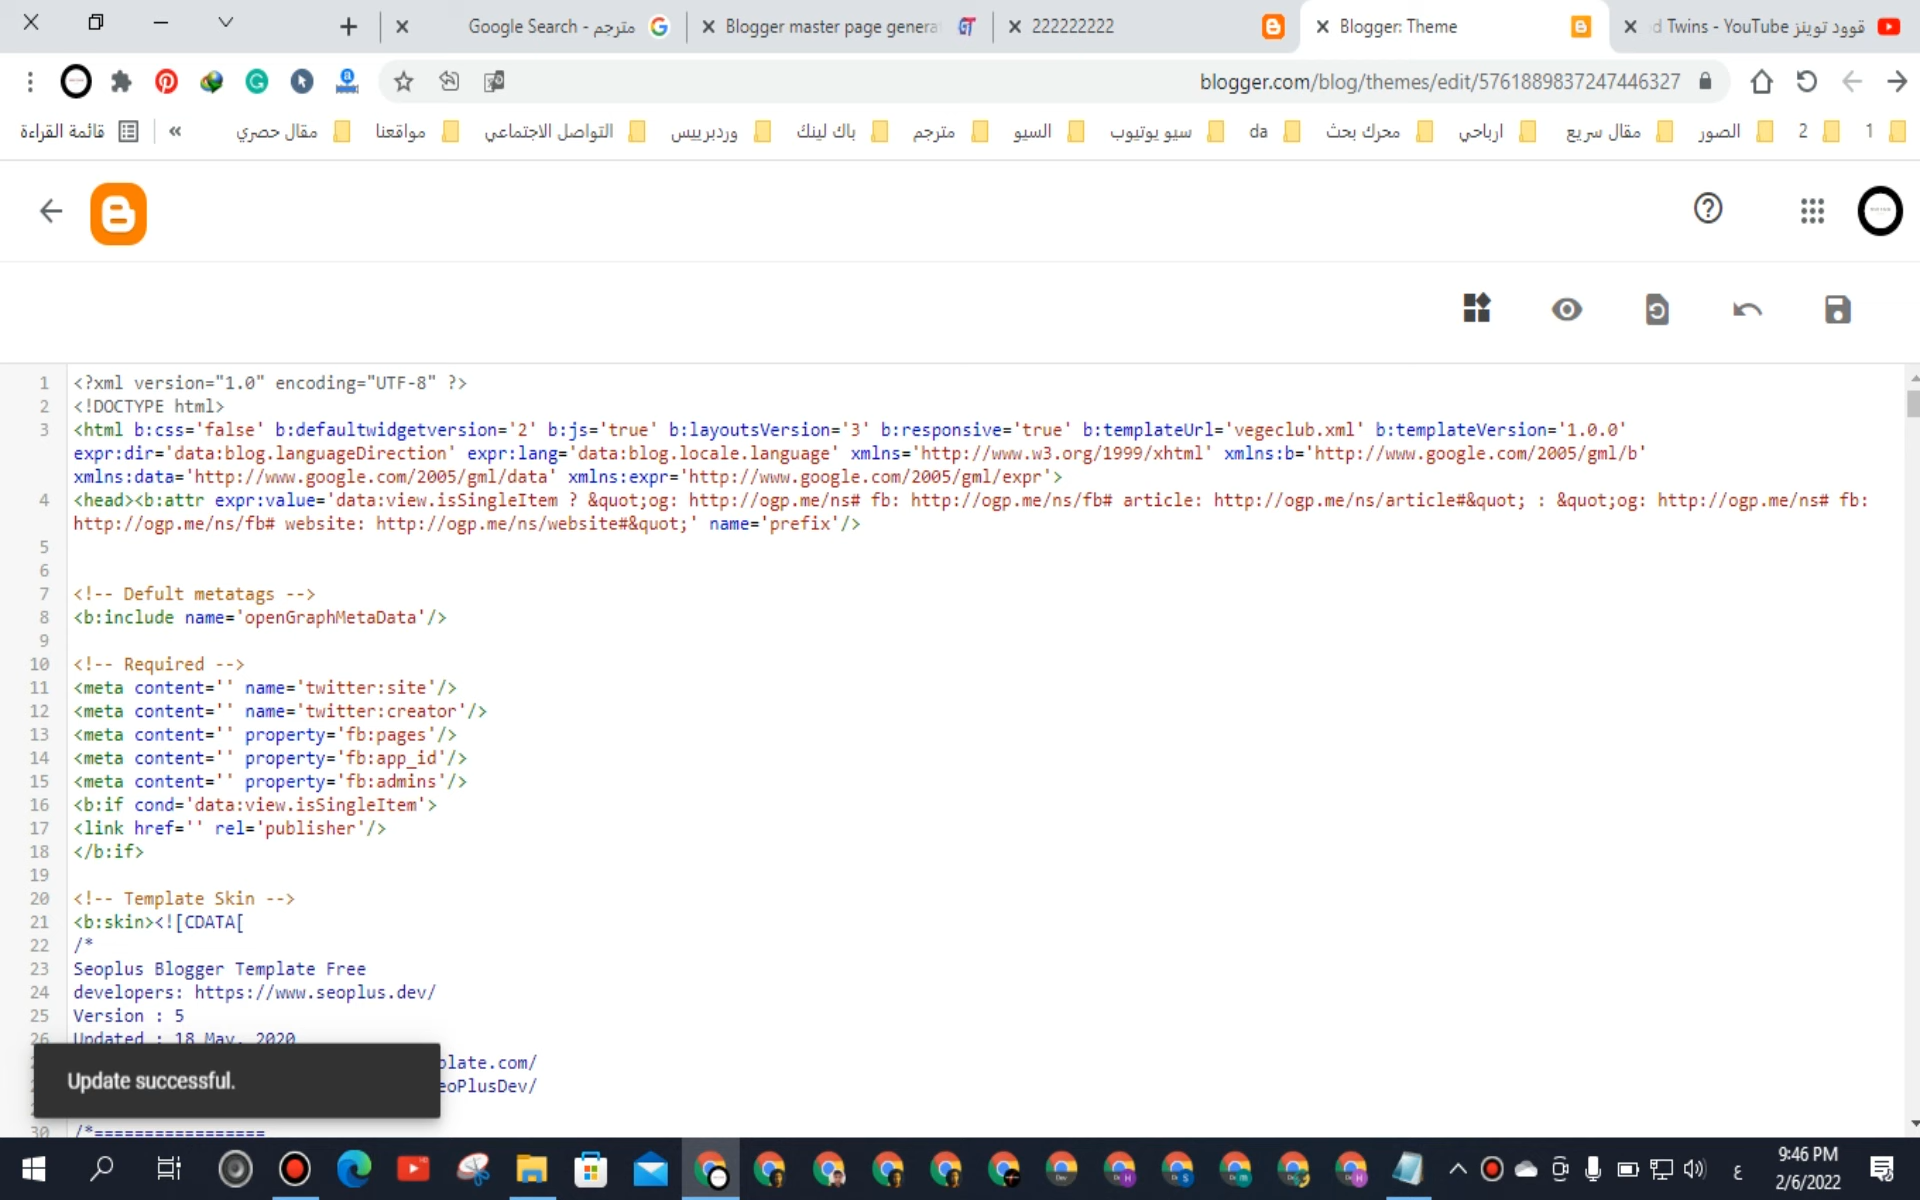 Google Search - مترجم
Blogger master page genera
222222222
Blogger: Theme
d Twins - YouTube قوود توينز
blogger.com/blog/themes/edit/5761889837247446327
قائمة القراءة
«
مقال حصري
مواقعنا
التواصل الاجتماعي
وردبرييس
باك لينك
مترجم
السيو
سيو يوتيوب
da
محرك بحث
ارباحي
مقال سريع
الصور
2
1
1 <?xml version="1.0" encoding="UTF-8" ?>
2 <!DOCTYPE html>
3 <html b:css='false' b:defaultwidgetversion='2' b:js='true' b:layoutsVersion='3' b:responsive='true' b:templateUrl='vegeclub.xml' b:templateVersion='1.0.0'
expr:dir='data:blog.languageDirection' expr:lang='data:blog.locale.language' xmlns='http://www.w3.org/1999/xhtml' xmlns:b='http://www.google.com/2005/gml/b'
xmlns:data='http://www.google.com/2005/gml/data' xmlns:expr='http://www.google.com/2005/gml/expr'>
4 <head><b:attr expr:value='data:view.isSingleItem ? &quot;og: http://ogp.me/ns# fb: http://ogp.me/ns/fb# article: http://ogp.me/ns/article#&quot; : &quot;og: http://ogp.me/ns# fb:
http://ogp.me/ns/fb# website: http://ogp.me/ns/website#&quot;' name='prefix'/>
5
6
7 <!-- Defult metatags -->
8 <b:include name='openGraphMetaData'/>
9
10 <!-- Required -->
11 <meta content='' name='twitter:site'/>
12 <meta content='' name='twitter:creator'/>
13 <meta content='' property='fb:pages'/>
14 <meta content='' property='fb:app_id'/>
15 <meta content='' property='fb:admins'/>
16 <b:if cond='data:view.isSingleItem'>
17 <link href='' rel='publisher'/>
18 </b:if>
19
20 <!-- Template Skin -->
21 <b:skin><![CDATA[
22 /*
23 Seoplus Blogger Template Free
24 developers: https://www.seoplus.dev/
25 Version : 5
26 Updated : 18 May, 2020
plate.com/
Update successful.
eoPlusDev/
30 /*=================
9:46 PM
ع
2/6/2022